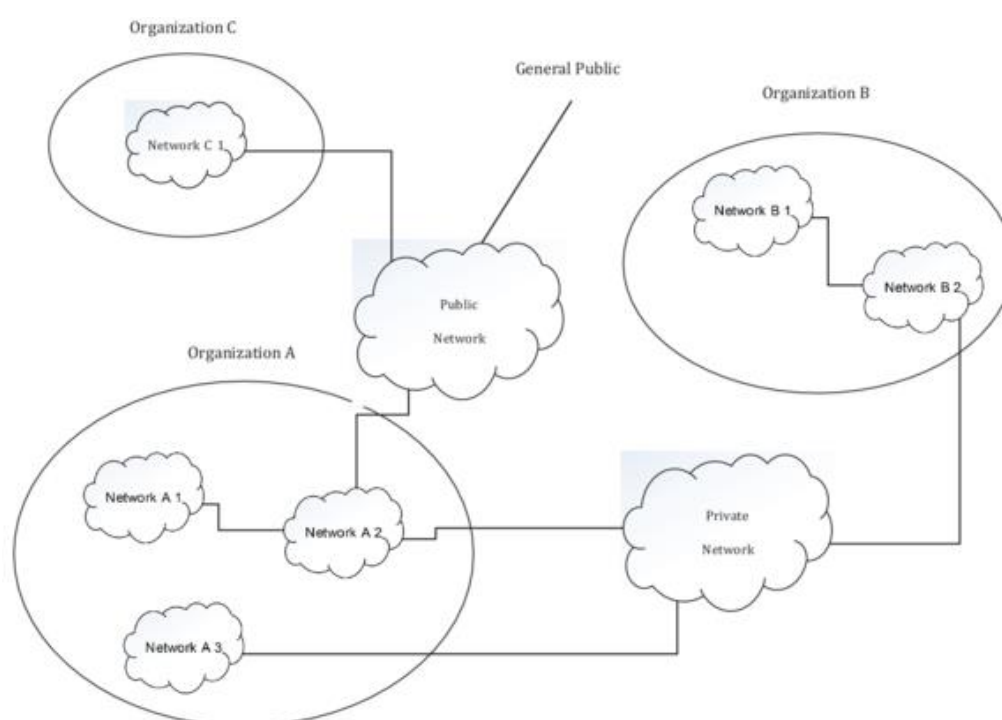 Organization C
General Public
Organization B
Network C 1
Network B 1
Network B 2
Public
Network
Organization A
Network A 1
Network A 2
Private
Network
Network A 3